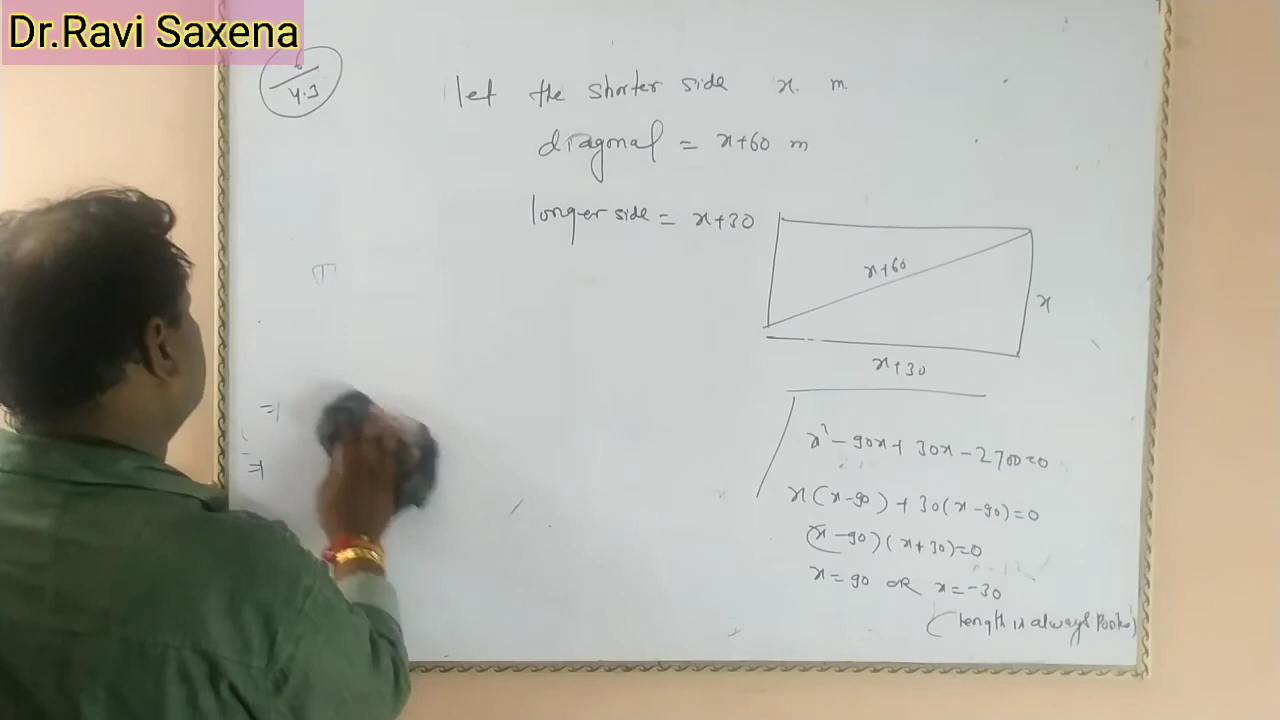 Dr.Ravi Saxena
6
4.3
let the shorter side x. m.
diagonal = x+60 m
longer side = x+30
x+60
x
x+30
x² - 90x + 30x - 2700=0
x(x-90) + 30(x-90)=0
(x-90)(x+30)=0
x=90 OR x=-30
(length is always
=)
=)